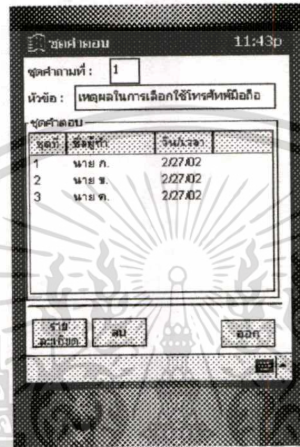 ชุดคำตอบ 11:43p
ชุดคำถามที่ : 1
หัวข้อ : เหตุผลในการเลือกใช้โทรศัพท์มือถือ
ชุดคำตอบ
ชุดที่ ชื่อผู้ทำ วัน/เวลา
1 นาย ก. 2/27/02
2 นาย ข. 2/27/02
3 นาย ค. 2/27/02
ราย ลบ ออก
ละเอียด